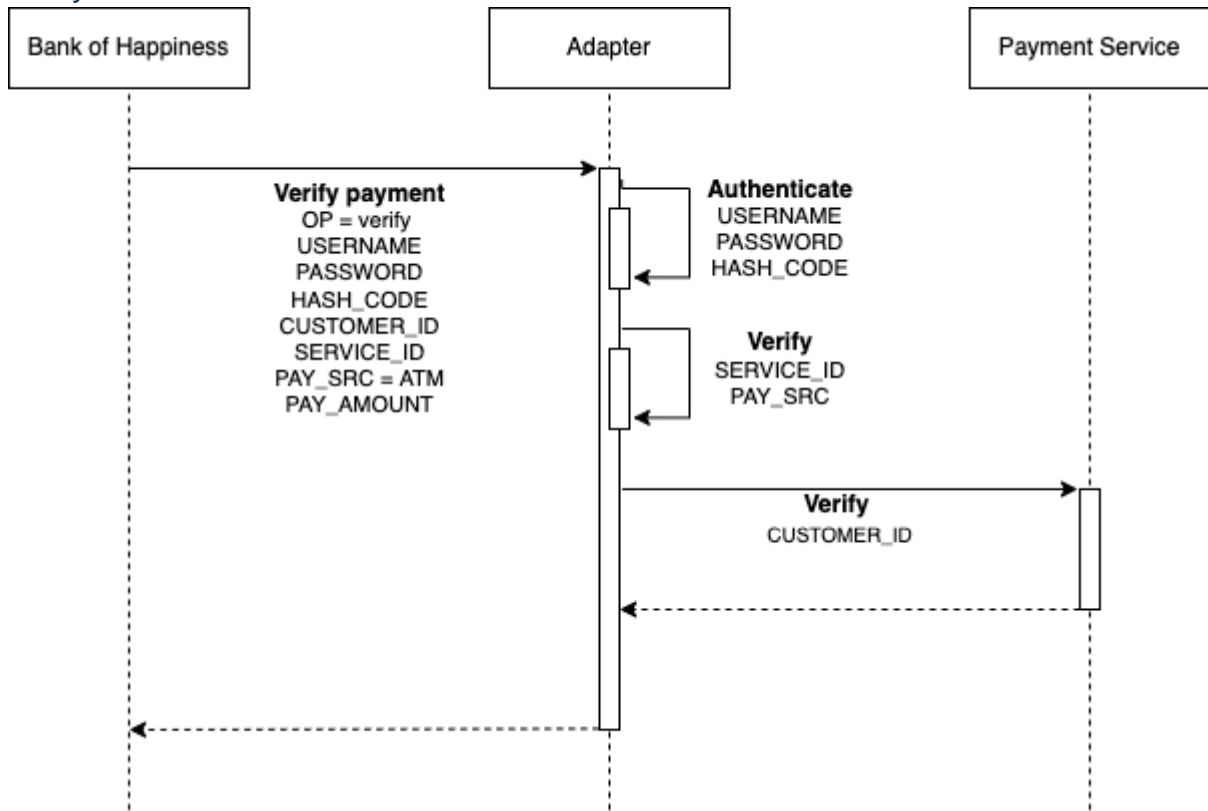 Bank of Happiness
Adapter
Payment Service
Verify payment
OP = verify
USERNAME
PASSWORD
HASH_CODE
CUSTOMER_ID
SERVICE_ID
PAY_SRC = ATM
PAY_AMOUNT
Authenticate
USERNAME
PASSWORD
HASH_CODE
Verify
SERVICE_ID
PAY_SRC
Verify
CUSTOMER_ID